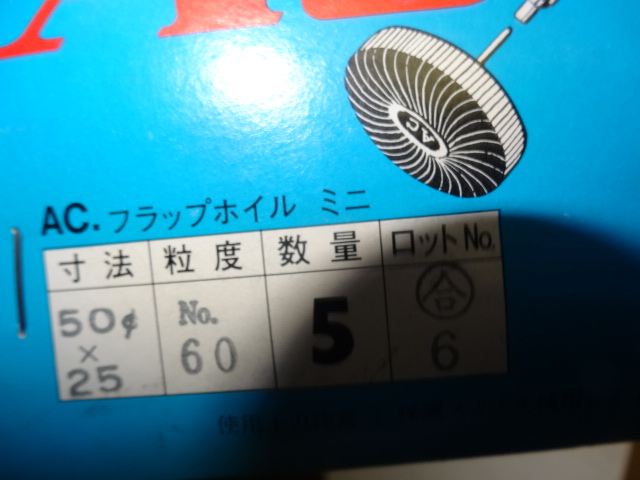 AC
AC. フラップホイル ミニ
寸法 粒度 数量 ロットNo.
50¢ No. 5 合
×
25 60 6